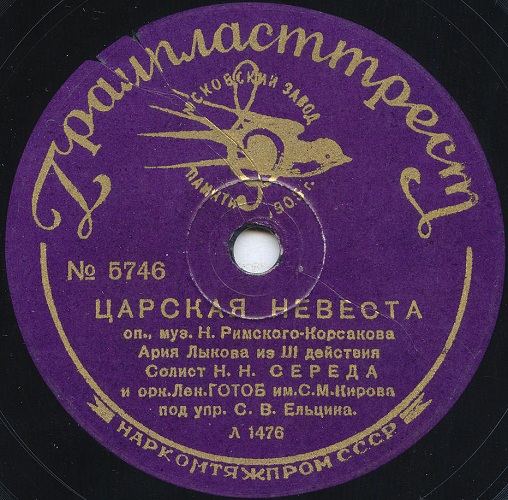 Грампласттрест
МОСКОВСКИЙ ЗАВОД
ПАМЯТИ 1905 г.
№ 5746
ЦАРСКАЯ НЕВЕСТА
оп., муз. Н. Римского-Корсакова
Ария Лыкова из III действия
Солист Н. Н. СЕРЕДА
и орк. Лен. ГОТОБ им. С. М. Кирова
под упр. С. В. Ельцина.
Л 1476
НАРКОМТЯЖПРОМ СССР